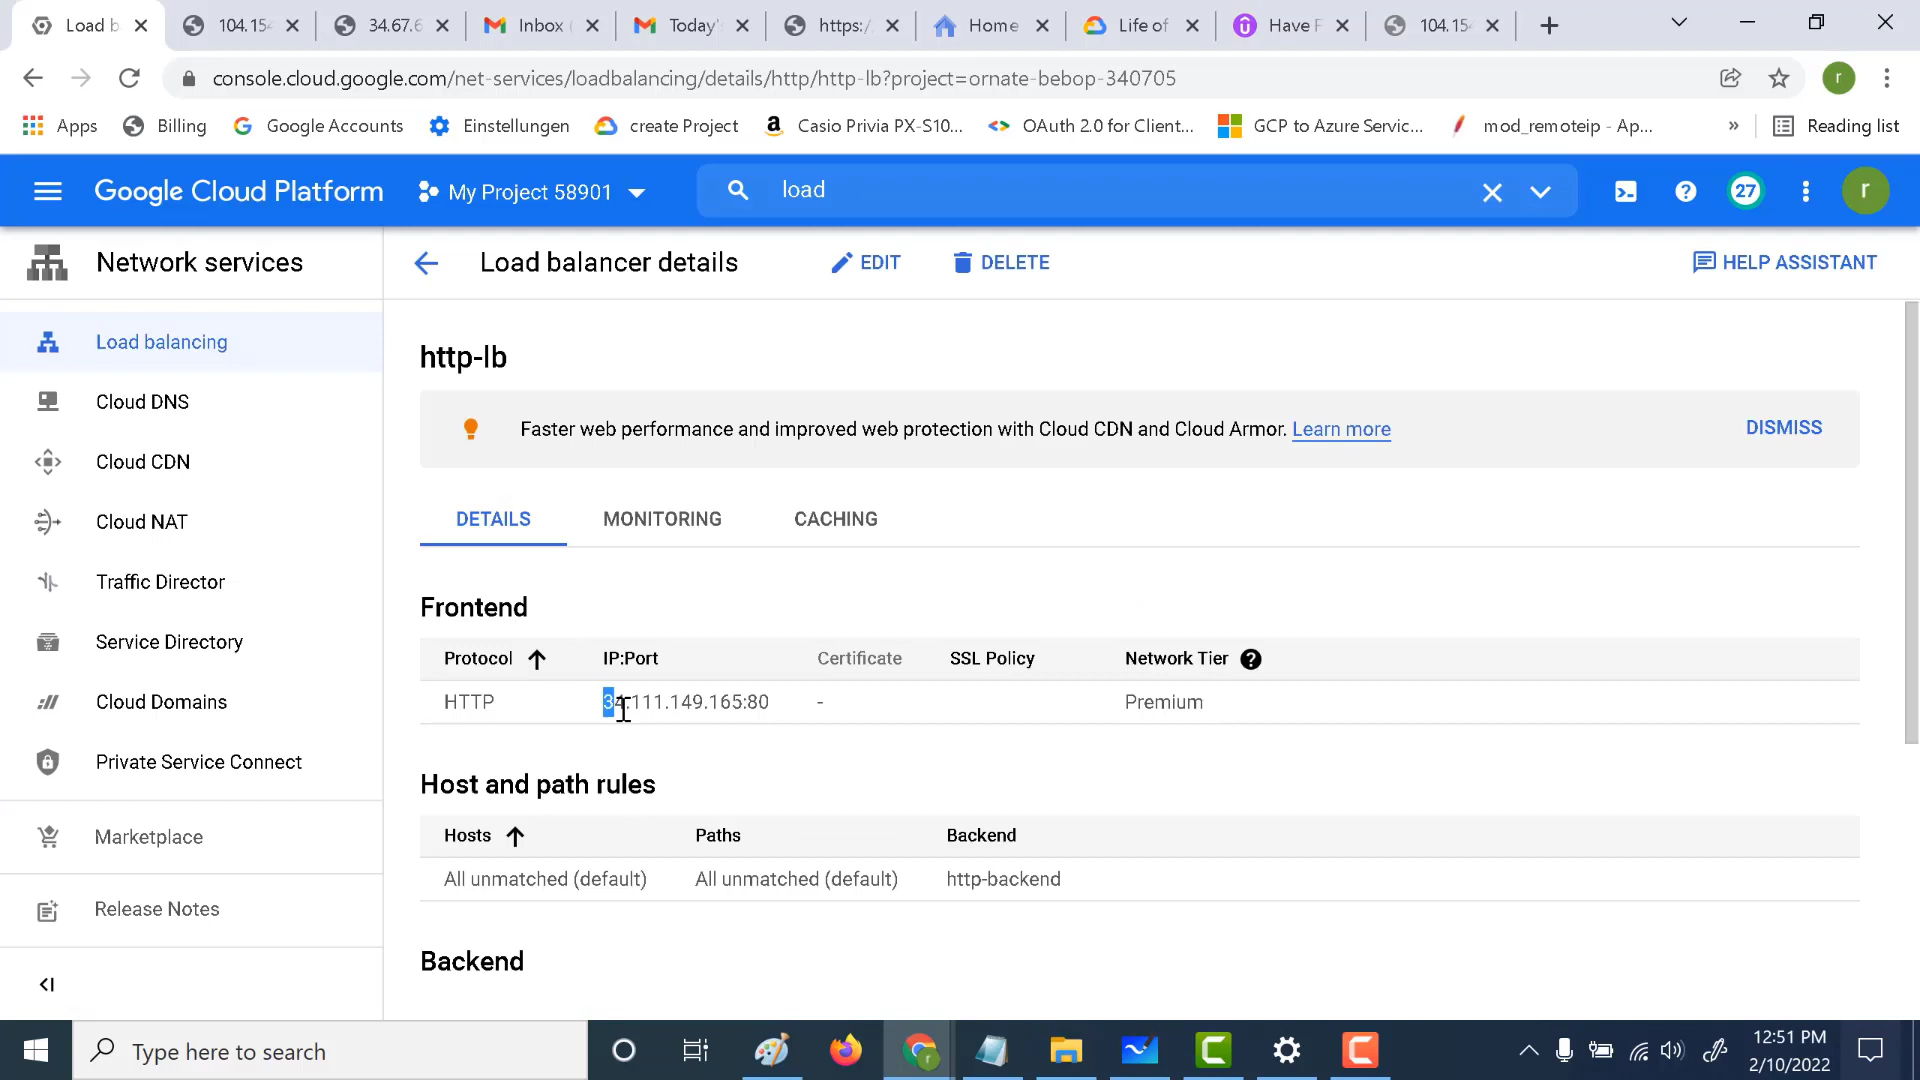 Load b
104.154
34.67.6
Inbox
Today'
https:/
Home
Life of
Have F
104.154
console.cloud.google.com/net-services/loadbalancing/details/http/http-lb?project=ornate-bebop-340705
r
Apps
Billing
Google Accounts
Einstellungen
create Project
Casio Privia PX-S10...
OAuth 2.0 for Client...
GCP to Azure Servic...
mod_remoteip - Ap...
»
Reading list
Google Cloud Platform
My Project 58901
load
27
r
Network services
Load balancer details
EDIT
DELETE
HELP ASSISTANT
Load balancing
Cloud DNS
Cloud CDN
Cloud NAT
Traffic Director
Service Directory
Cloud Domains
Private Service Connect
Marketplace
Release Notes
http-lb
Faster web performance and improved web protection with Cloud CDN and Cloud Armor. Learn more
DISMISS
DETAILS
MONITORING
CACHING
Frontend
Protocol IP:Port Certificate SSL Policy Network Tier
HTTP 34.111.149.165:80 - Premium
Host and path rules
Hosts Paths Backend
All unmatched (default) All unmatched (default) http-backend
Backend
Type here to search
12:51 PM
2/10/2022